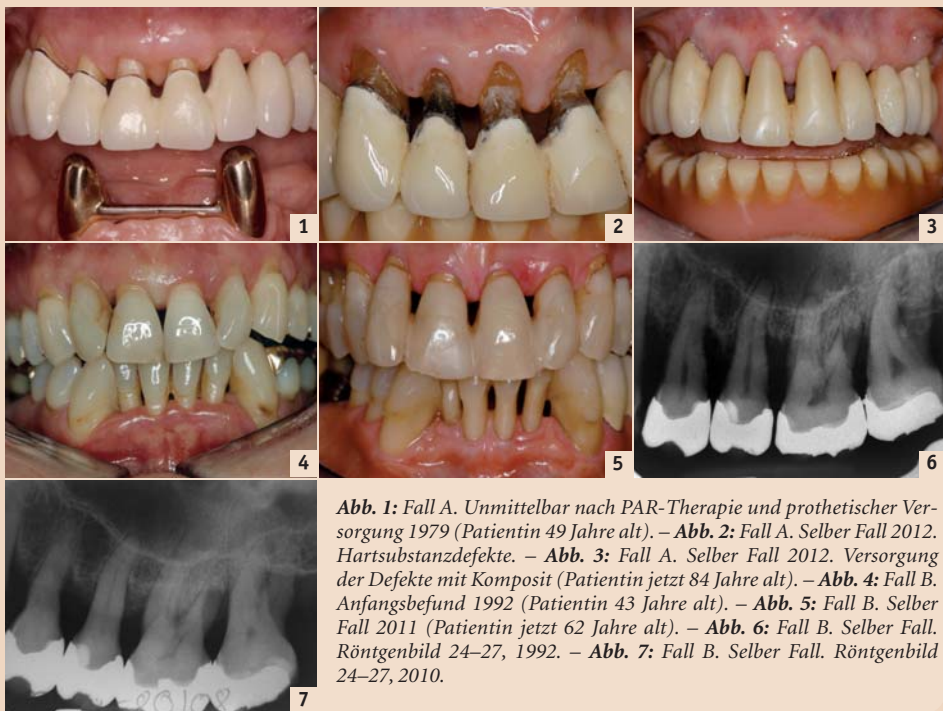 1
2
3
4
5
6
7
Abb. 1: Fall A. Unmittelbar nach PAR-Therapie und prothetischer Ver-
sorgung 1979 (Patientin 49 Jahre alt). – Abb. 2: Fall A. Selber Fall 2012.
Hartsubstanzdefekte. – Abb. 3: Fall A. Selber Fall 2012. Versorgung
der Defekte mit Komposit (Patientin jetzt 84 Jahre alt). – Abb. 4: Fall B.
Anfangsbefund 1992 (Patientin 43 Jahre alt). – Abb. 5: Fall B. Selber
Fall 2011 (Patientin jetzt 62 Jahre alt). – Abb. 6: Fall B. Selber Fall.
Röntgenbild 24–27, 1992. – Abb. 7: Fall B. Selber Fall. Röntgenbild
24–27, 2010.